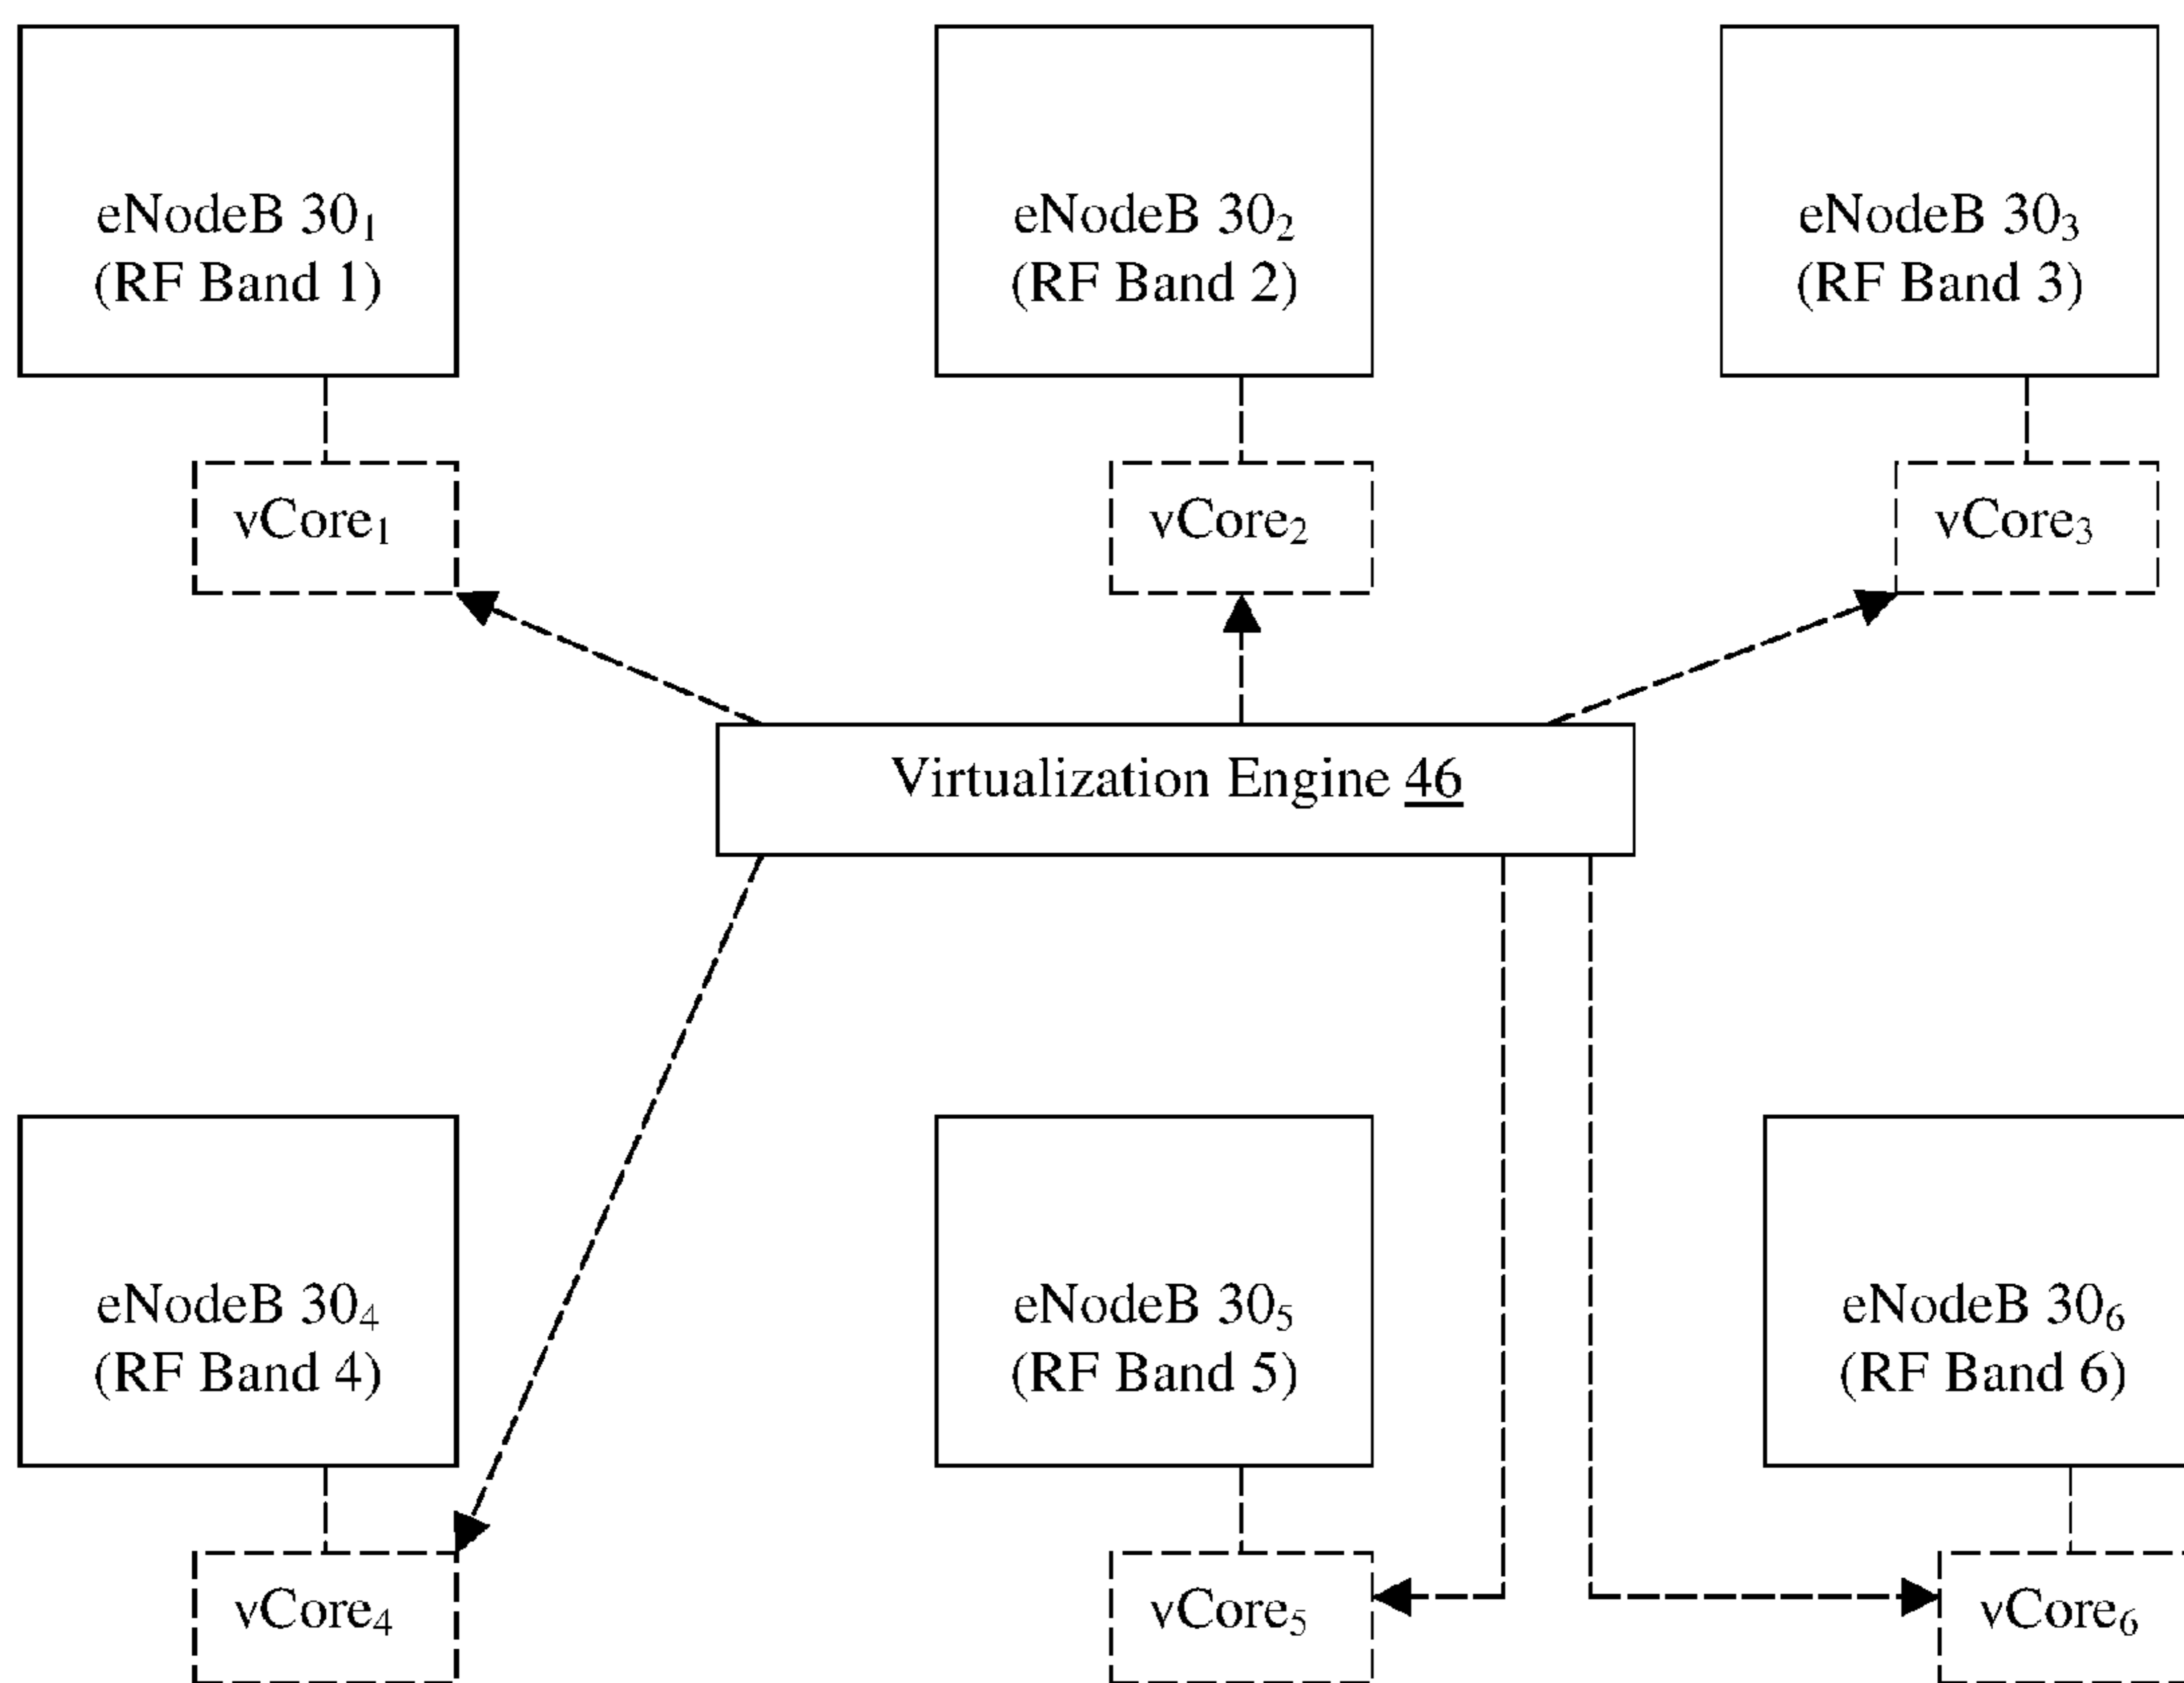 eNodeB 30₁
(RF Band 1)
eNodeB 30₂
(RF Band 2)
eNodeB 30₃
(RF Band 3)
vCore₁
vCore₂
vCore₃
Virtualization Engine 46
eNodeB 30₄
(RF Band 4)
eNodeB 30₅
(RF Band 5)
eNodeB 30₆
(RF Band 6)
vCore₄
vCore₅
vCore₆